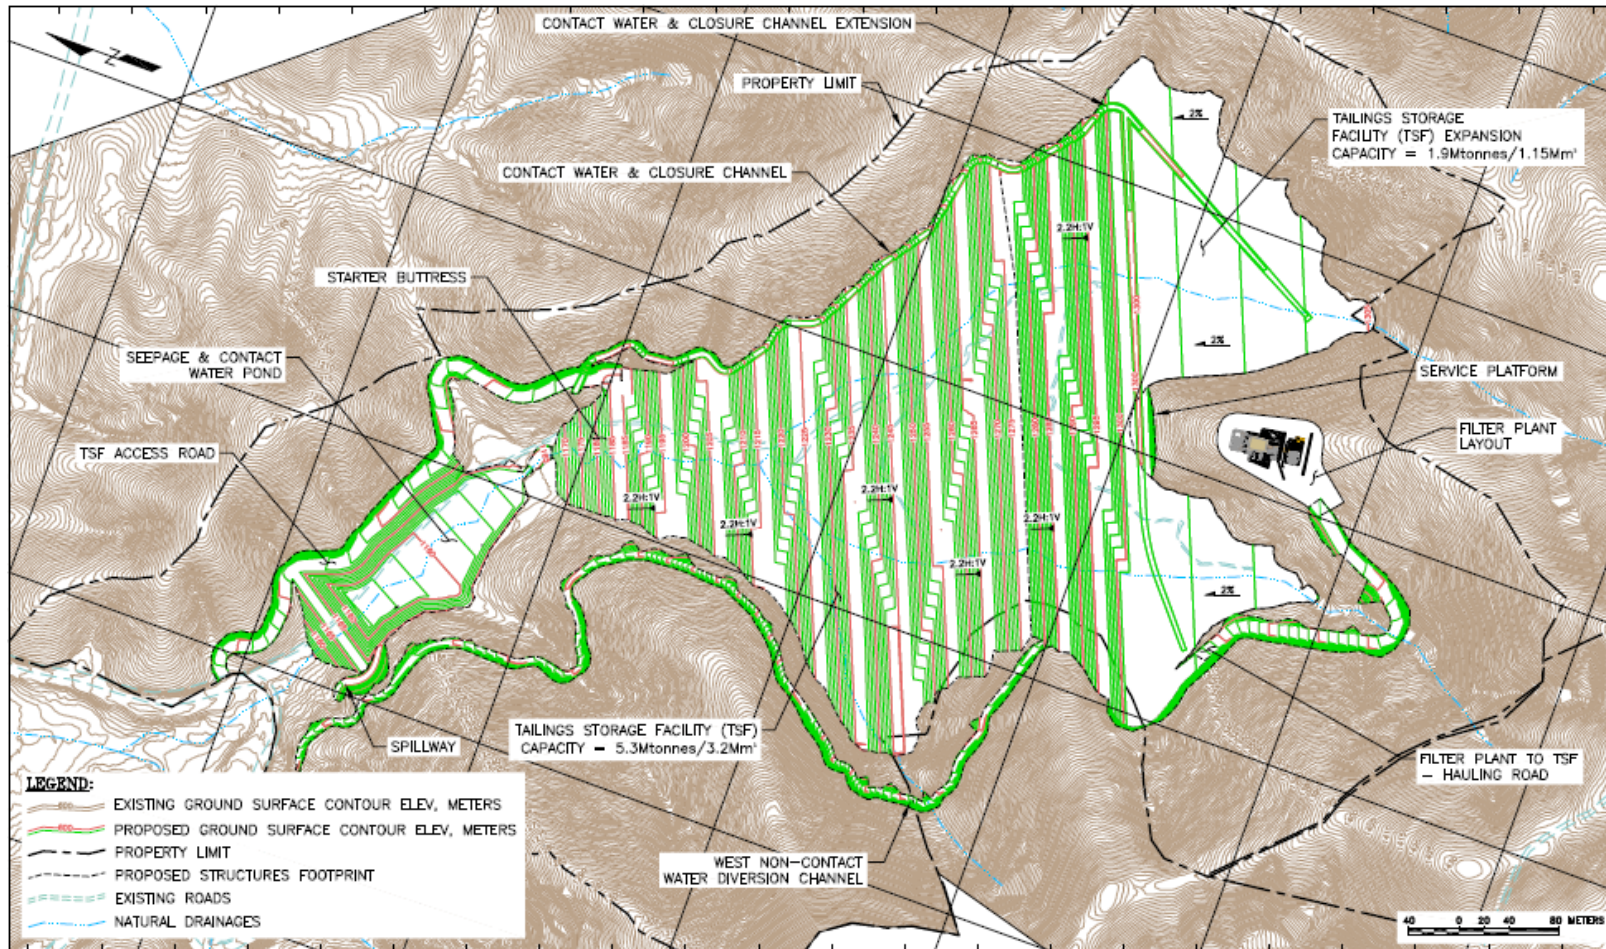 CONTACT WATER & CLOSURE CHANNEL EXTENSION
PROPERTY LIMIT
N
2%
TAILINGS STORAGE
FACILITY (TSF) EXPANSION
CAPACITY = 1.9Mtonnes/1.15Mm³
CONTACT WATER & CLOSURE CHANNEL
2.2H:1V
STARTER BUTTRESS
1300
SEEPAGE & CONTACT
WATER POND
2%
SERVICE PLATFORM
FILTER PLANT
LAYOUT
TSF ACCESS ROAD
2.2H:1V
2.2H:1V
2.2H:1V
2.2H:1V
1160
2.2H:1V
2%
TAILINGS STORAGE FACILITY (TSF)
CAPACITY = 5.3Mtonnes/3.2Mm³
SPILLWAY
FILTER PLANT TO TSF
- HAULING ROAD
WEST NON-CONTACT
WATER DIVERSION CHANNEL
LEGEND:
600 EXISTING GROUND SURFACE CONTOUR ELEV, METERS
600 PROPOSED GROUND SURFACE CONTOUR ELEV, METERS
PROPERTY LIMIT
PROPOSED STRUCTURES FOOTPRINT
EXISTING ROADS
NATURAL DRAINAGES
40 0 20 40 80 METERS